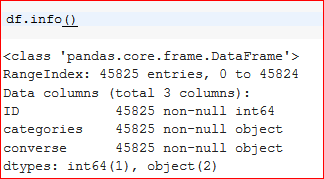 df.info()
<class 'pandas.core.frame.DataFrame'>
RangeIndex: 45825 entries, 0 to 45824
Data columns (total 3 columns):
ID            45825 non-null int64
categories    45825 non-null object
converse      45825 non-null object
dtypes: int64(1), object(2)